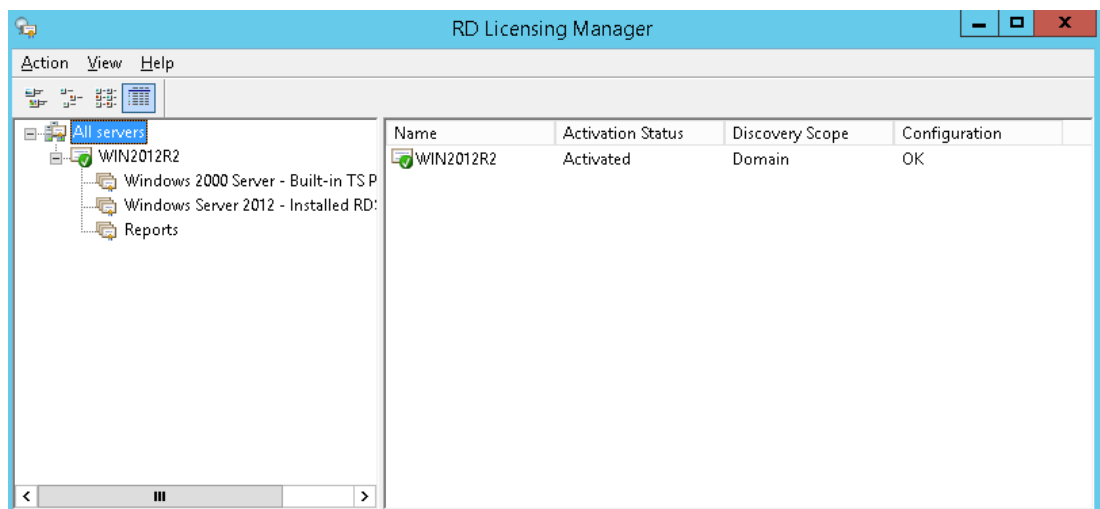 RD Licensing Manager
Action View Help
All servers
WIN2012R2
Windows 2000 Server - Built-in TS P
Windows Server 2012 - Installed RDS
Reports
Name Activation Status Discovery Scope Configuration
WIN2012R2 Activated Domain OK